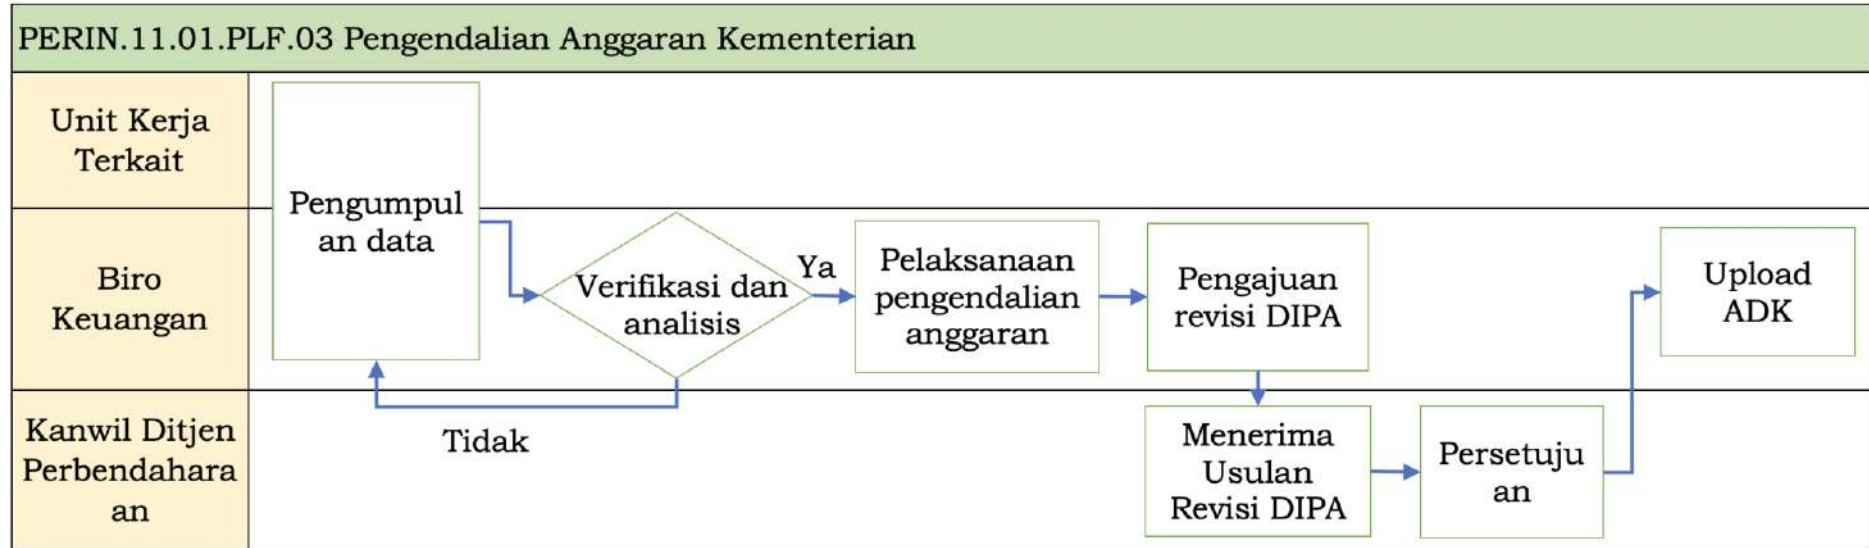 PERIN.11.01.PLF.03 Pengendalian Anggaran Kementerian
Unit Kerja
Terkait
Pengumpul
an data
Biro
Keuangan
Verifikasi dan
analisis
Ya
Pelaksanaan
pengendalian
anggaran
Pengajuan
revisi DIPA
Upload
ADK
Kanwil Ditjen
Perbendahara
an
Tidak
Menerima
Usulan
Revisi DIPA
Persetuju
an